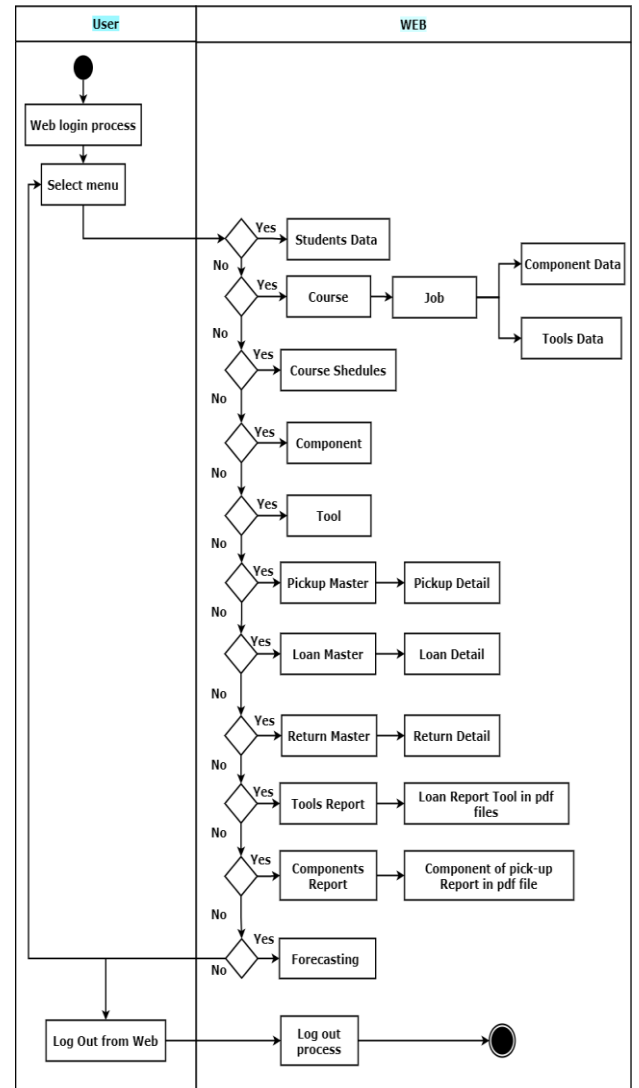 User
WEB
Web login process
Select menu
Yes
Students Data
No
Yes
Course
Job
Component Data
Tools Data
No
Yes
Course Shedules
No
Yes
Component
No
Yes
Tool
No
Yes
Pickup Master
Pickup Detail
No
Yes
Loan Master
Loan Detail
No
Yes
Return Master
Return Detail
No
Yes
Tools Report
Loan Report Tool in pdf
files
No
Yes
Components
Report
Component of pick-up
Report in pdf file
No
Yes
Forecasting
No
Log Out from Web
Log out
process